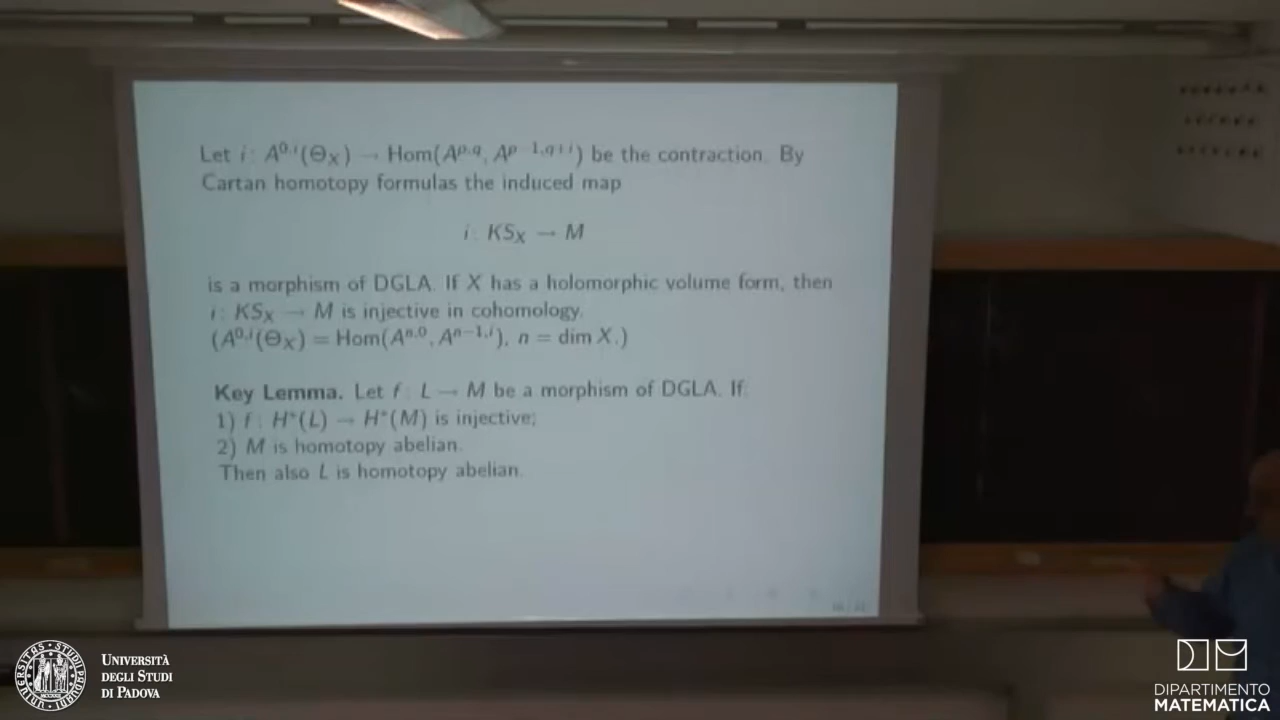 Let i : A^{0,i}(Θ_X) → Hom(A^{p,q}, A^{p−1,q+i}) be the contraction. By
Cartan homotopy formulas the induced map
i : KS_X → M
is a morphism of DGLA. If X has a holomorphic volume form, then
i : KS_X → M is injective in cohomology.
(A^{0,i}(Θ_X) = Hom(A^{n,0}, A^{n−1,i}), n = dim X.)
Key Lemma. Let f : L → M be a morphism of DGLA. If:
1) f : H*(L) → H*(M) is injective;
2) M is homotopy abelian.
Then also L is homotopy abelian.
UNIVERSITÀ
DEGLI STUDI
DI PADOVA
DIPARTIMENTO
MATEMATICA